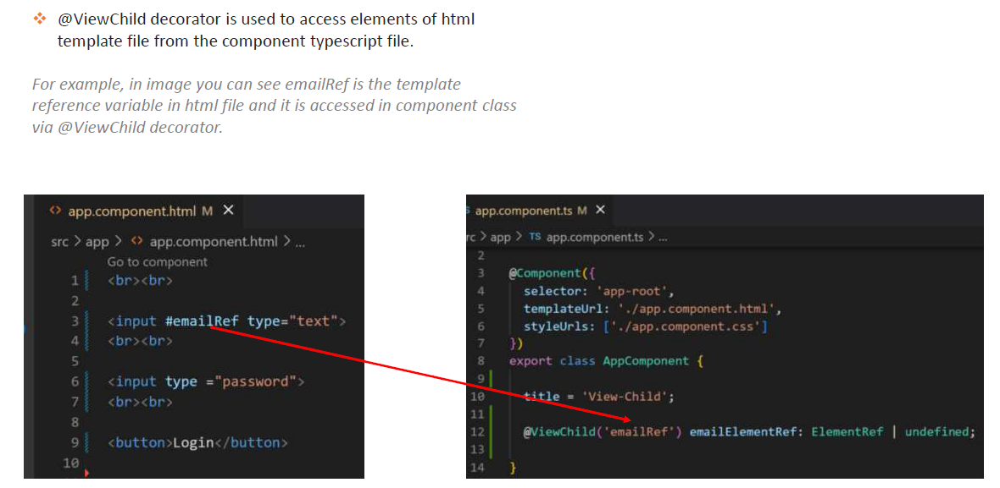 @ViewChild decorator is used to access elements of html
template file from the component typescript file.
For example, in image you can see emailRef is the template
reference variable in html file and it is accessed in component class
via @ViewChild decorator.
<> app.component.html M ×
src > app > <> app.component.html > ...
Go to component
1 <br><br>
2
3 <input #emailRef type="text">
4 <br><br>
5
6 <input type ="password">
7 <br><br>
8
9 <button>Login</button>
10
app.component.ts M ×
rc > app > TS app.component.ts > ...
2
3 @Component({
4 selector: 'app-root',
5 templateUrl: './app.component.html',
6 styleUrls: ['./app.component.css']
7 })
8 export class AppComponent {
9
10 title = 'View-Child';
11
12 @ViewChild('emailRef') emailElementRef: ElementRef | undefined;
13
14 }